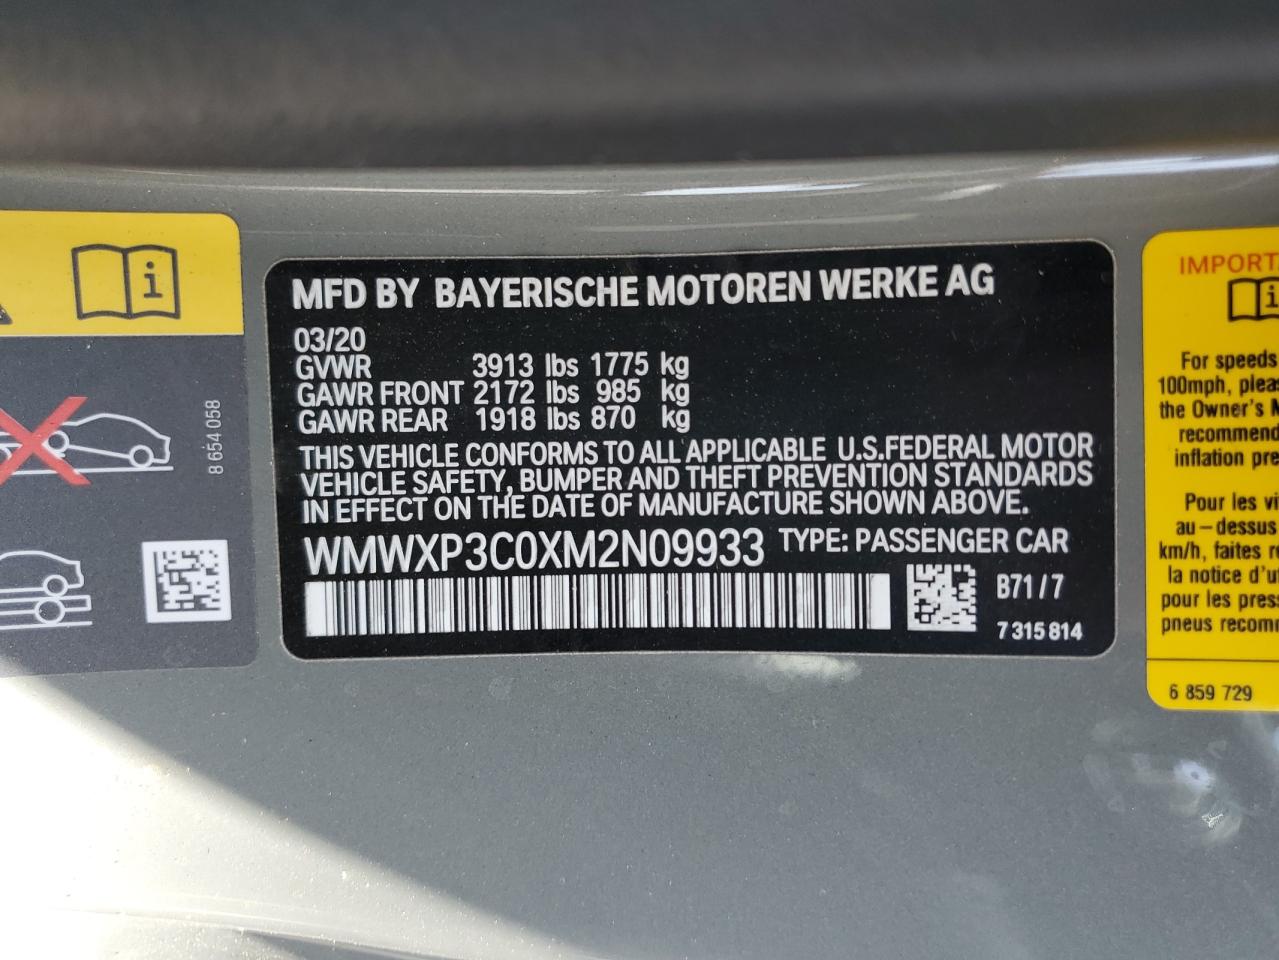 MFD BY BAYERISCHE MOTOREN WERKE AG
03/20
GVWR 3913 lbs 1775 kg
GAWR FRONT 2172 lbs 985 kg
GAWR REAR 1918 lbs 870 kg
THIS VEHICLE CONFORMS TO ALL APPLICABLE U.S.FEDERAL MOTOR
VEHICLE SAFETY, BUMPER AND THEFT PREVENTION STANDARDS
IN EFFECT ON THE DATE OF MANUFACTURE SHOWN ABOVE.
WMWXP3C0XM2N09933 TYPE: PASSENGER CAR
B71/7
7 315 814
8 654 058
IMPORTA
For speeds
100mph, pleas
the Owner's M
recommend
inflation pre
Pour les vi
au-dessus
km/h, faites re
la notice d'ut
pour les press
pneus recomm
6 859 729